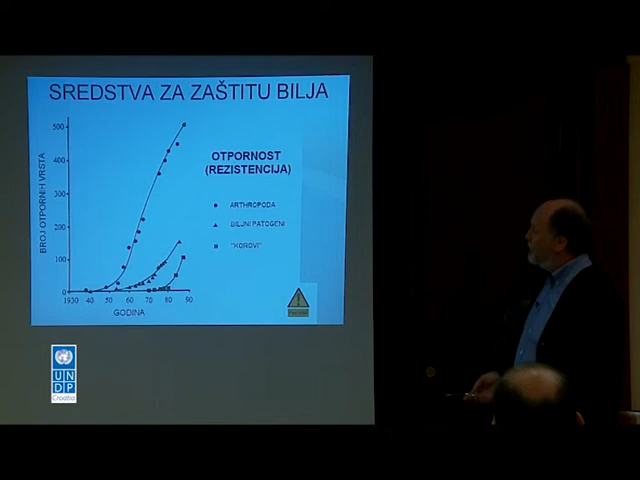 SREDSTVA ZA ZAŠTITU BILJA
BROJ OTPORNIH VRSTA
500
400
300
200
100
0
1930 40 50 60 70 80 90
GODINA
OTPORNOST
(REZISTENCIJA)
ARTHROPODA
BILJNI PATOGENI
"KOROVI"
UN
DP
Croatia